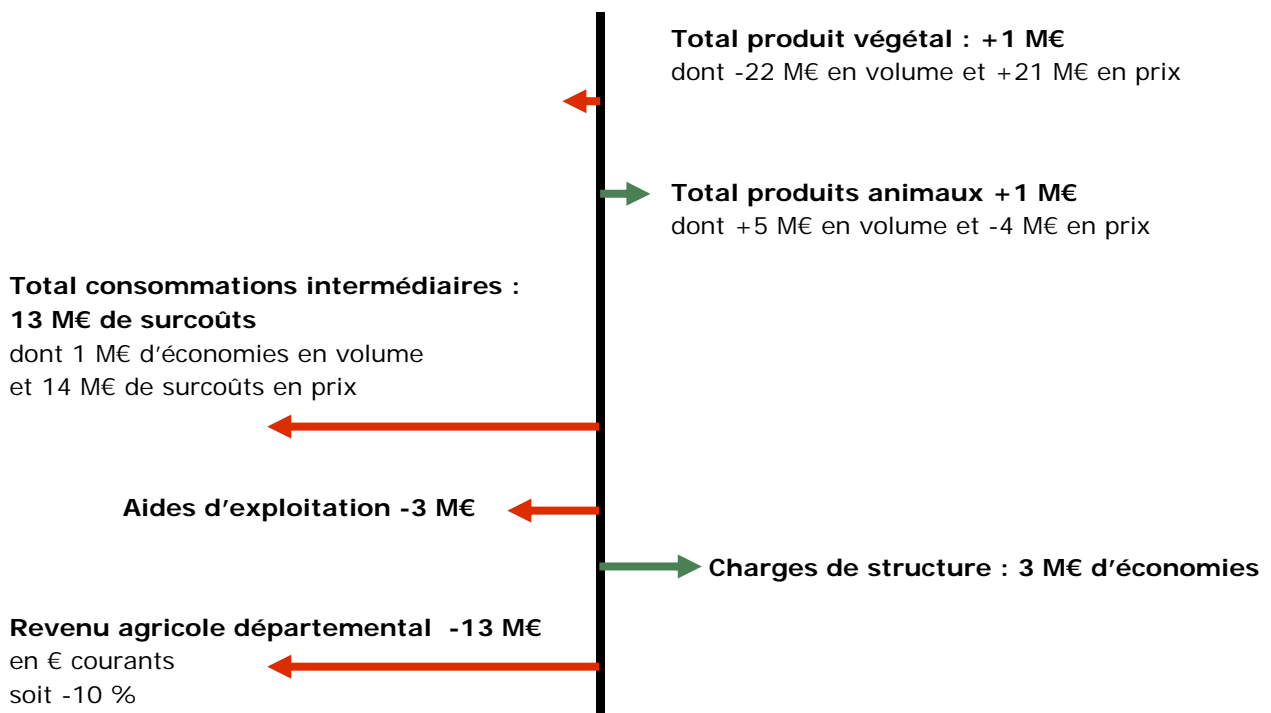 Total produit végétal : +1 M€
dont -22 M€ en volume et +21 M€ en prix
Total produits animaux +1 M€
dont +5 M€ en volume et -4 M€ en prix
Total consommations intermédiaires :
13 M€ de surcoûts
dont 1 M€ d’économies en volume
et 14 M€ de surcoûts en prix
Aides d’exploitation -3 M€
Charges de structure : 3 M€ d’économies
Revenu agricole départemental -13 M€
en € courants
soit -10 %